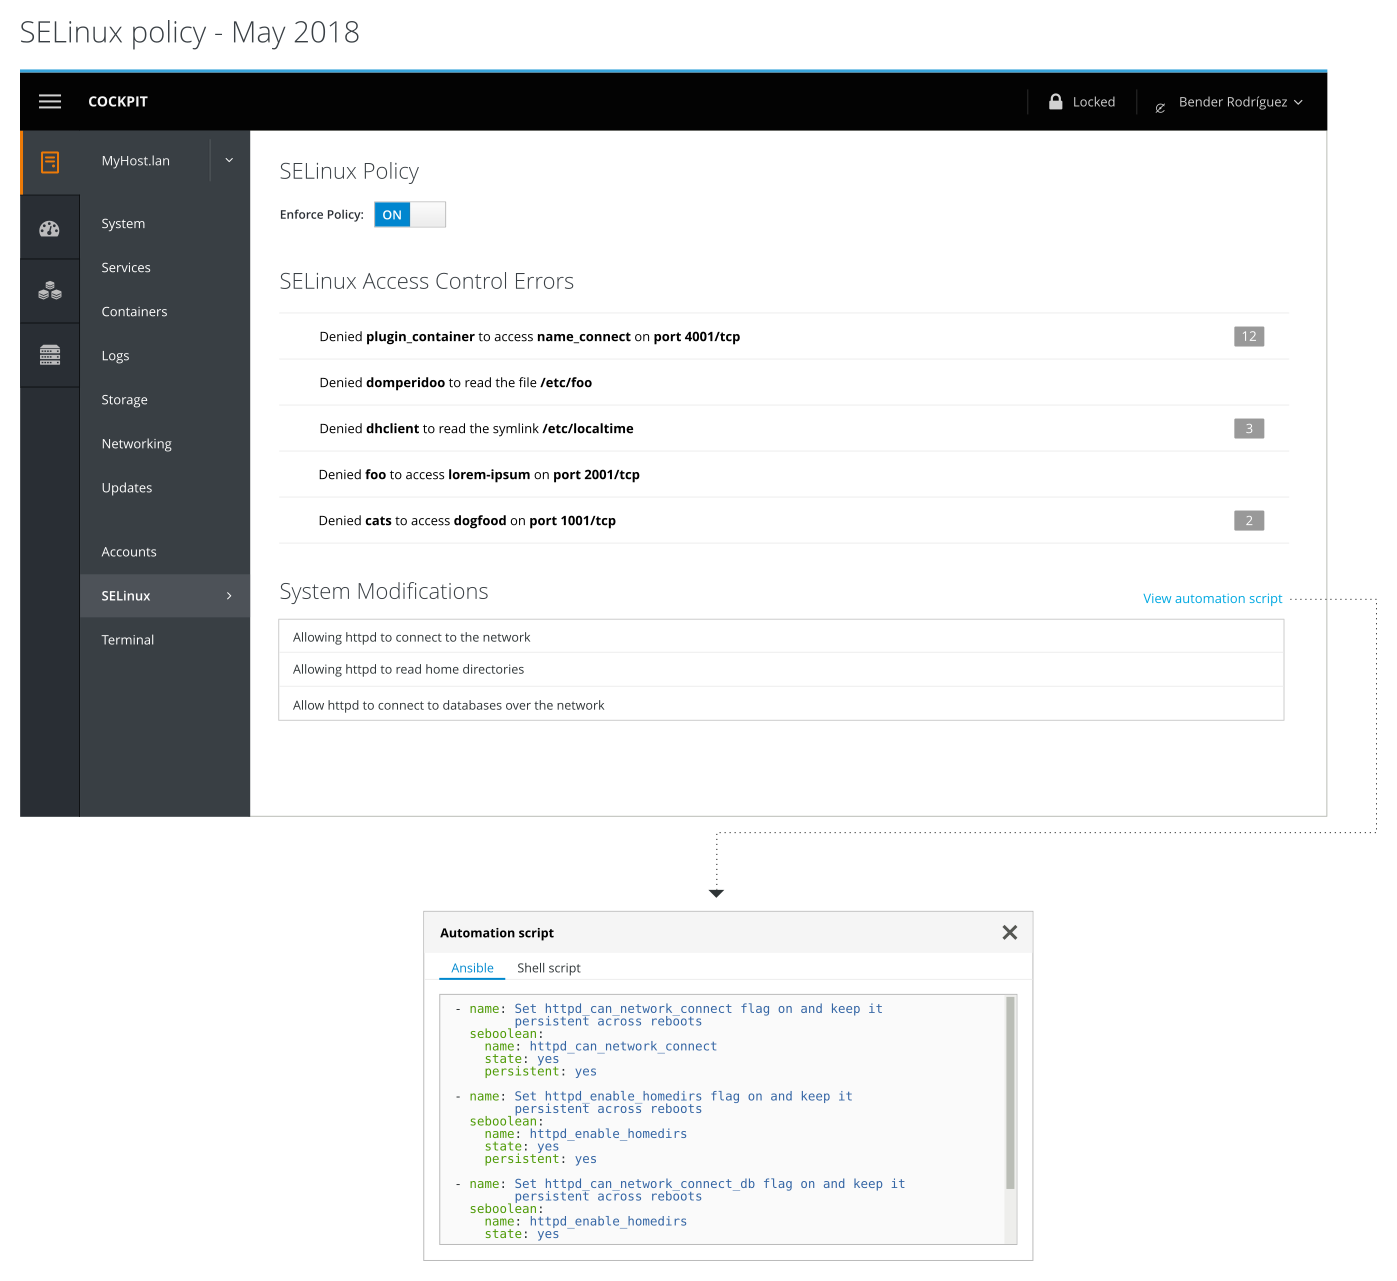 SELinux policy - May 2018
COCKPIT
Locked
Bender Rodríguez
MyHost.lan
System
Services
Containers
Logs
Storage
Networking
Updates
Accounts
SELinux
Terminal
SELinux Policy
Enforce Policy: ON
SELinux Access Control Errors
Denied plugin_container to access name_connect on port 4001/tcp 12
Denied domperidoo to read the file /etc/foo
Denied dhclient to read the symlink /etc/localtime 3
Denied foo to access lorem-ipsum on port 2001/tcp
Denied cats to access dogfood on port 1001/tcp 2
System Modifications
View automation script
Allowing httpd to connect to the network
Allowing httpd to read home directories
Allow httpd to connect to databases over the network
Automation script
Ansible Shell script
- name: Set httpd_can_network_connect flag on and keep it
persistent across reboots
seboolean:
name: httpd_can_network_connect
state: yes
persistent: yes
- name: Set httpd_enable_homedirs flag on and keep it
persistent across reboots
seboolean:
name: httpd_enable_homedirs
state: yes
persistent: yes
- name: Set httpd_can_network_connect_db flag on and keep it
persistent across reboots
seboolean:
name: httpd_enable_homedirs
state: yes